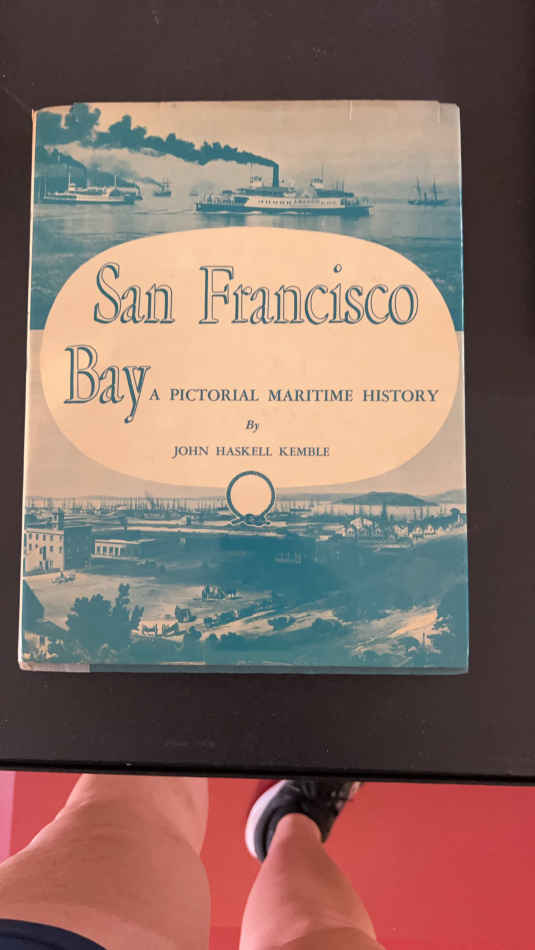 San Francisco
Bay A PICTORIAL MARITIME HISTORY
By
JOHN HASKELL KEMBLE